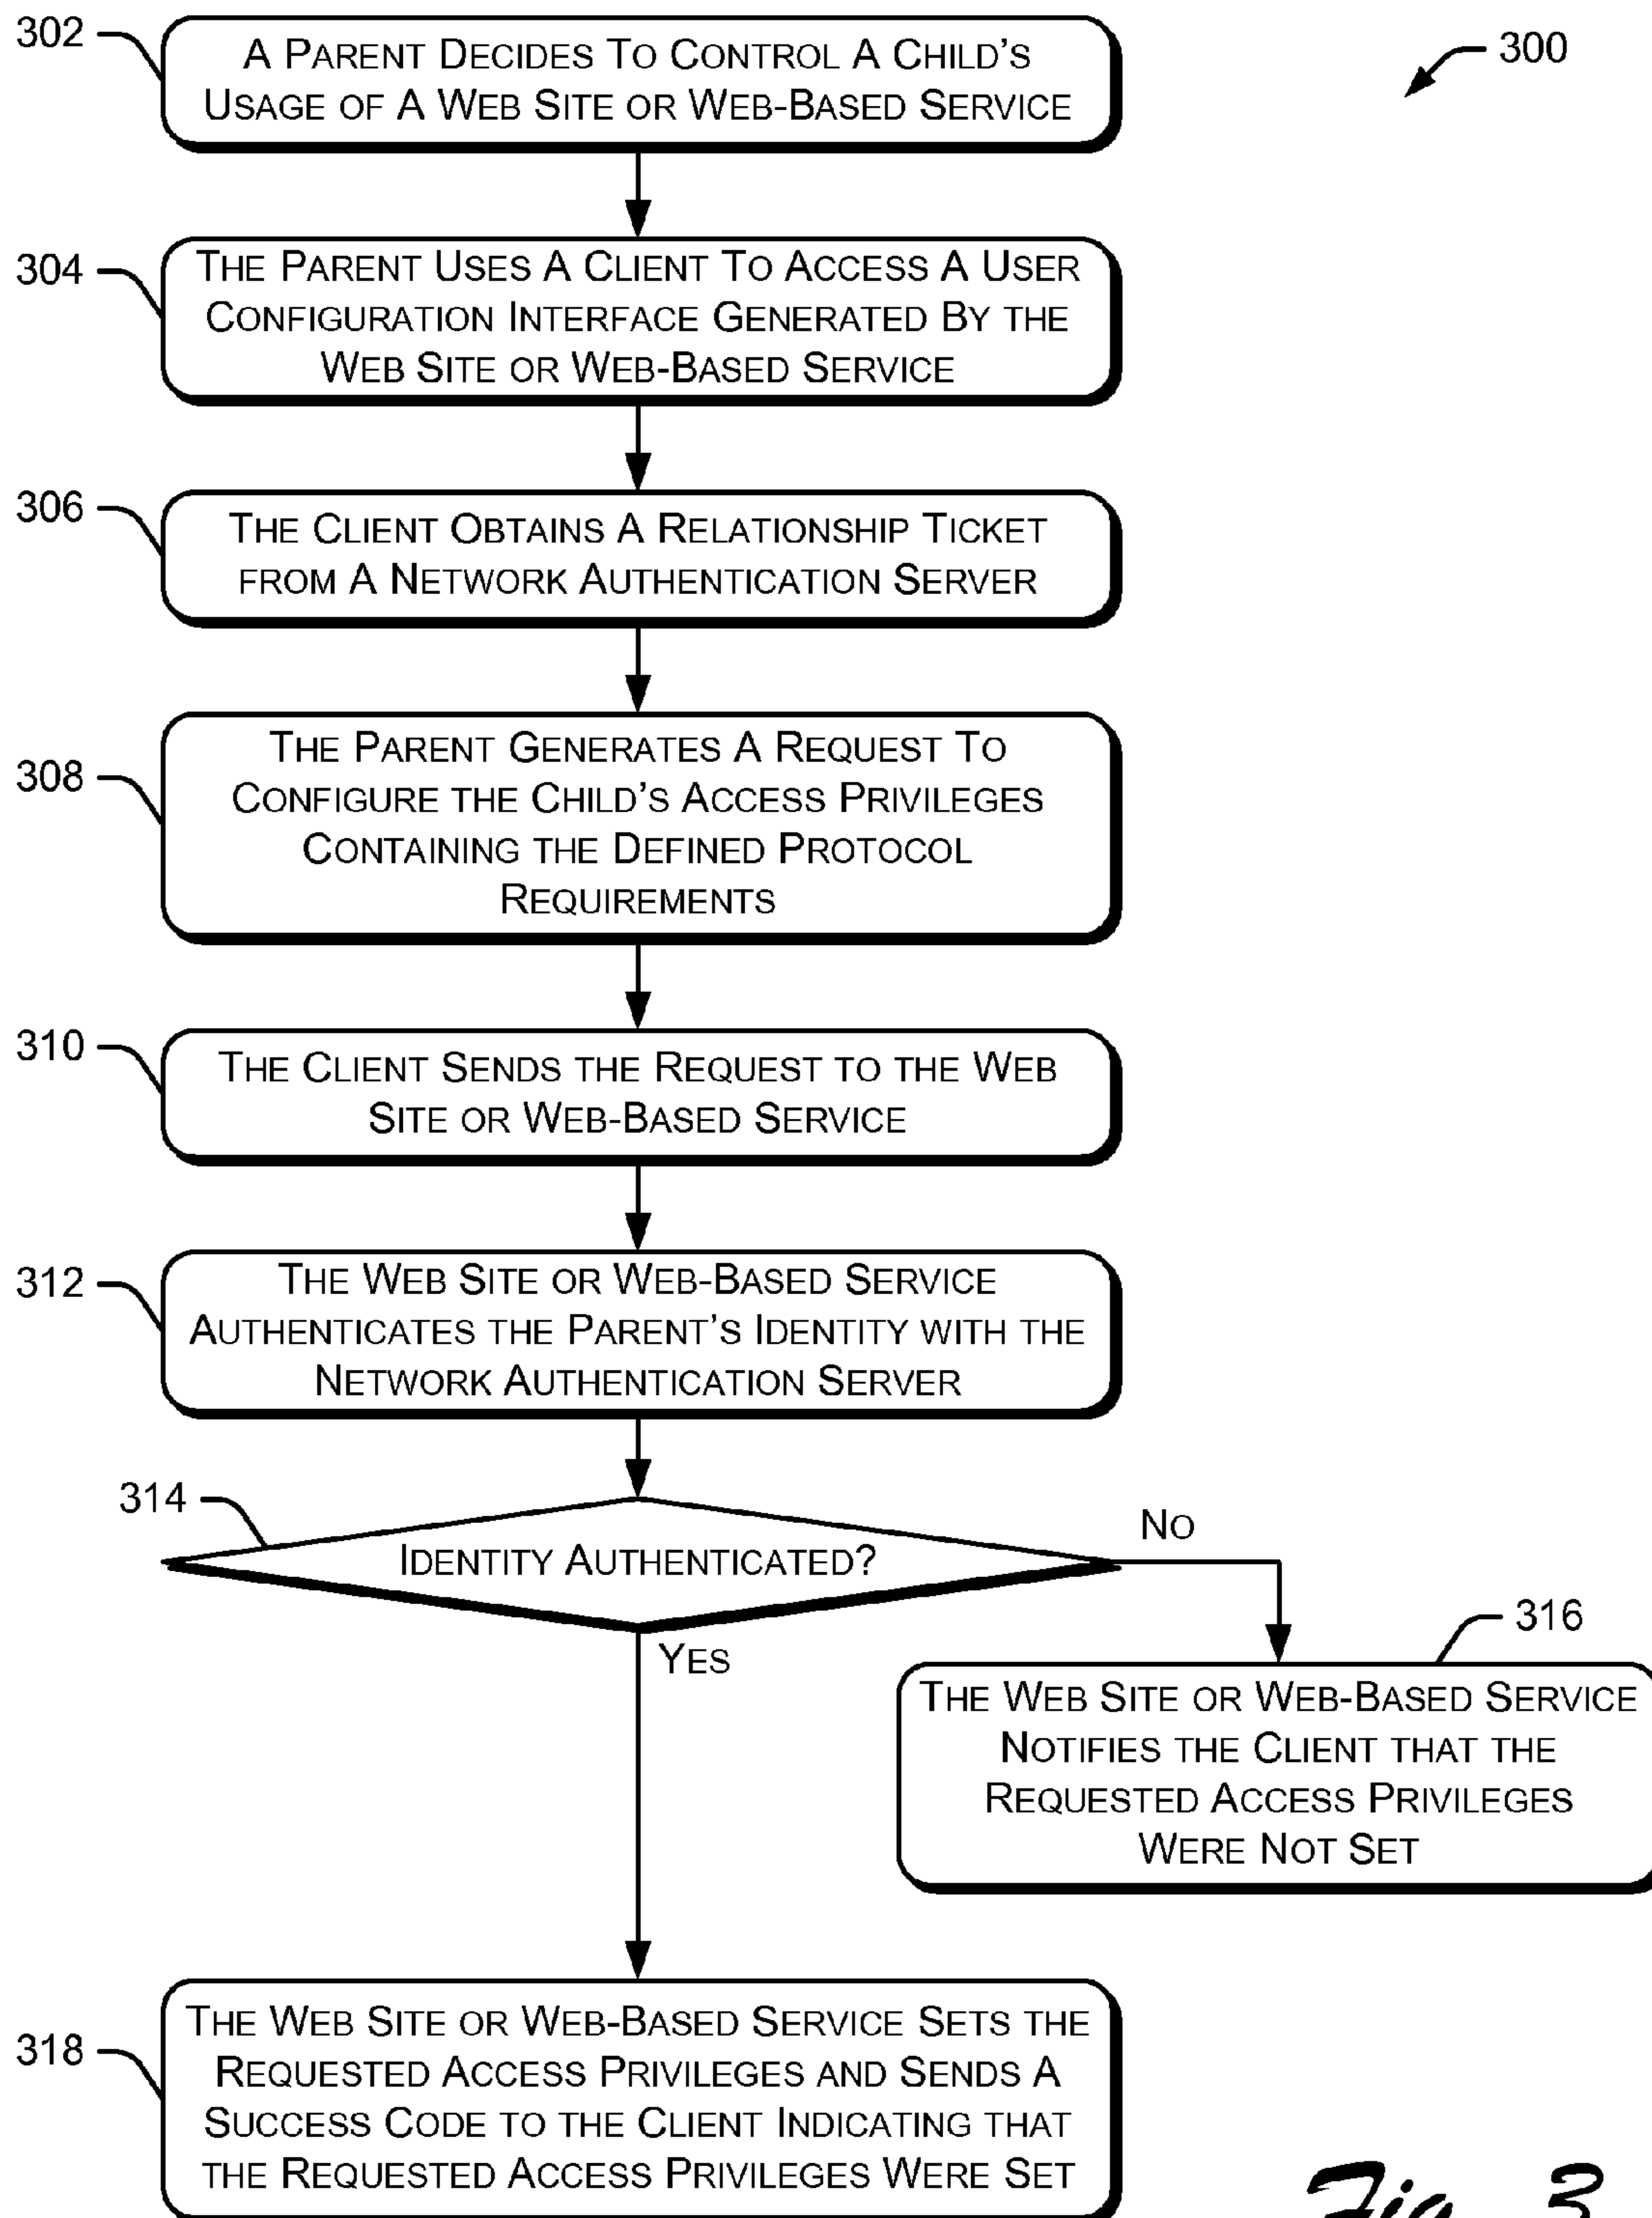 302
A PARENT DECIDES TO CONTROL A CHILD'S
USAGE OF A WEB SITE OR WEB-BASED SERVICE
300
304
THE PARENT USES A CLIENT TO ACCESS A USER
CONFIGURATION INTERFACE GENERATED BY THE
WEB SITE OR WEB-BASED SERVICE
306
THE CLIENT OBTAINS A RELATIONSHIP TICKET
FROM A NETWORK AUTHENTICATION SERVER
308
THE PARENT GENERATES A REQUEST TO
CONFIGURE THE CHILD'S ACCESS PRIVILEGES
CONTAINING THE DEFINED PROTOCOL
REQUIREMENTS
310
THE CLIENT SENDS THE REQUEST TO THE WEB
SITE OR WEB-BASED SERVICE
312
THE WEB SITE OR WEB-BASED SERVICE
AUTHENTICATES THE PARENT'S IDENTITY WITH THE
NETWORK AUTHENTICATION SERVER
314
IDENTITY AUTHENTICATED?
NO
YES
316
THE WEB SITE OR WEB-BASED SERVICE
NOTIFIES THE CLIENT THAT THE
REQUESTED ACCESS PRIVILEGES
WERE NOT SET
318
THE WEB SITE OR WEB-BASED SERVICE SETS THE
REQUESTED ACCESS PRIVILEGES AND SENDS A
SUCCESS CODE TO THE CLIENT INDICATING THAT
THE REQUESTED ACCESS PRIVILEGES WERE SET
Fig. 3